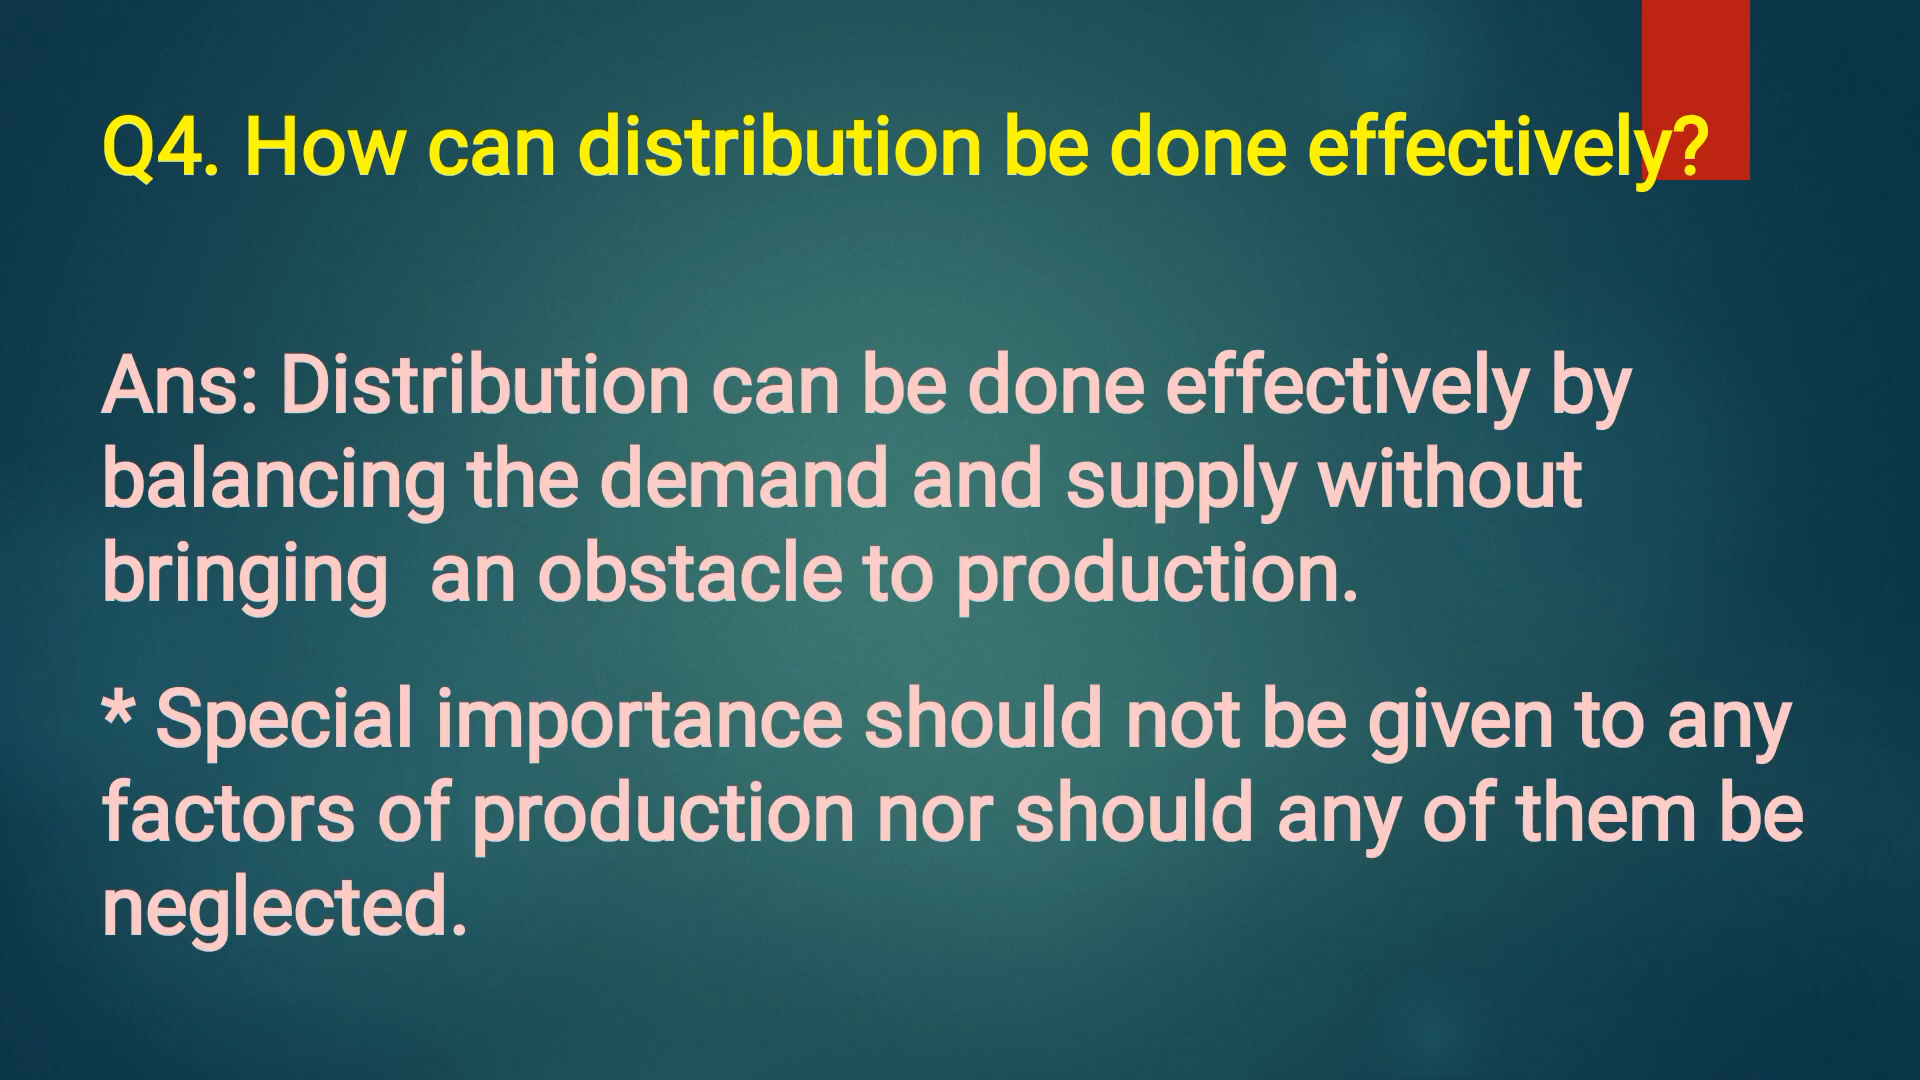 Q4. How can distribution be done effectively?
Ans: Distribution can be done effectively by
balancing the demand and supply without
bringing  an obstacle to production.
* Special importance should not be given to any
factors of production nor should any of them be
neglected.